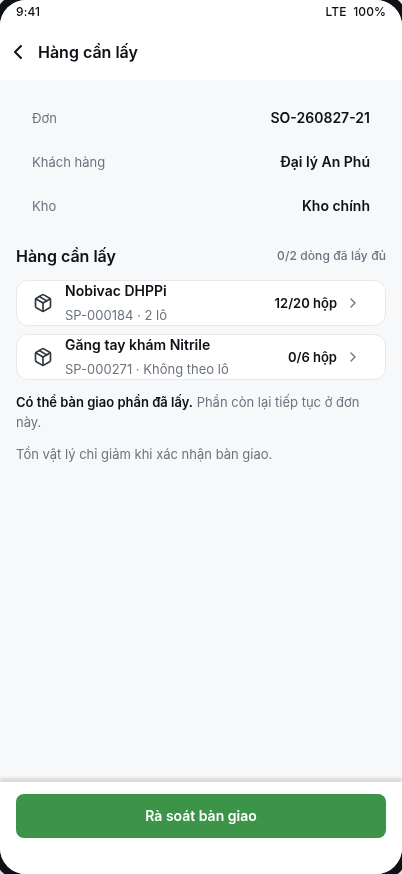 9:41 LTE 100%
Hàng cần lấy
Đơn SO-260827-21
Khách hàng Đại lý An Phú
Kho Kho chính
Hàng cần lấy 0/2 dòng đã lấy đủ
Nobivac DHPPi
SP-000184 · 2 lô
12/20 hộp
Găng tay khám Nitrile
SP-000271 · Không theo lô
0/6 hộp
Có thể bàn giao phần đã lấy. Phần còn lại tiếp tục ở đơn
này.
Tồn vật lý chỉ giảm khi xác nhận bàn giao.
Rà soát bàn giao